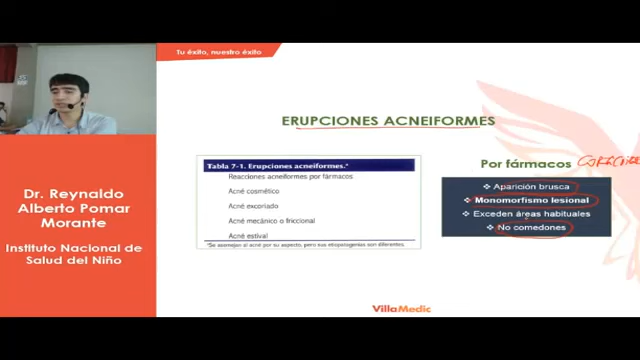 Tu éxito, nuestro éxito
ERUPCIONES ACNEIFORMES
Tabla 7-1. Erupciones acneiformes.*
Reacciones acneiformes por fármacos
Acné cosmético
Acné excoriado
Acné mecánico o friccional
Acné estival
*Se asemejan al acné por su aspecto, pero sus etiopatogenias son diferentes.
Por fármacos
Aparición brusca
Monomorfismo lesional
Exceden áreas habituales
No comedones
Dr. Reynaldo
Alberto Pomar
Morante
Instituto Nacional de
Salud del Niño
VillaMedic